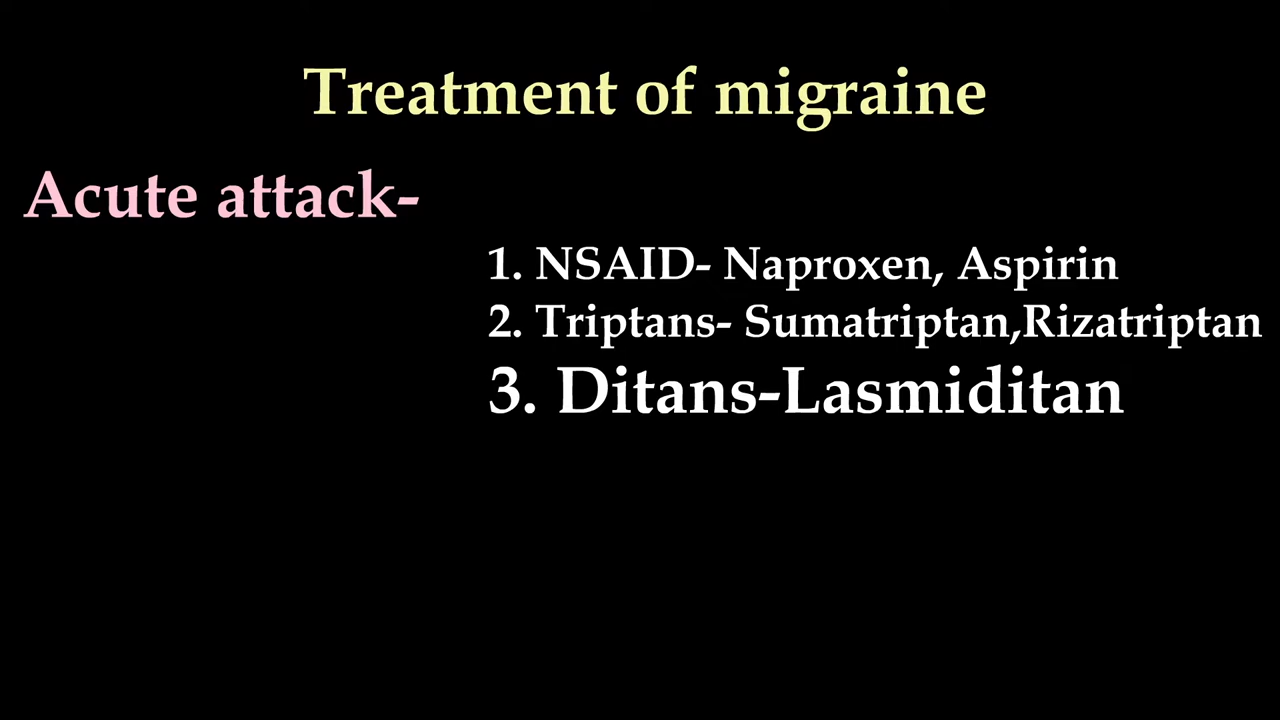 Treatment of migraine
Acute attack-
1. NSAID- Naproxen, Aspirin
2. Triptans- Sumatriptan,Rizatriptan
3. Ditans-Lasmiditan